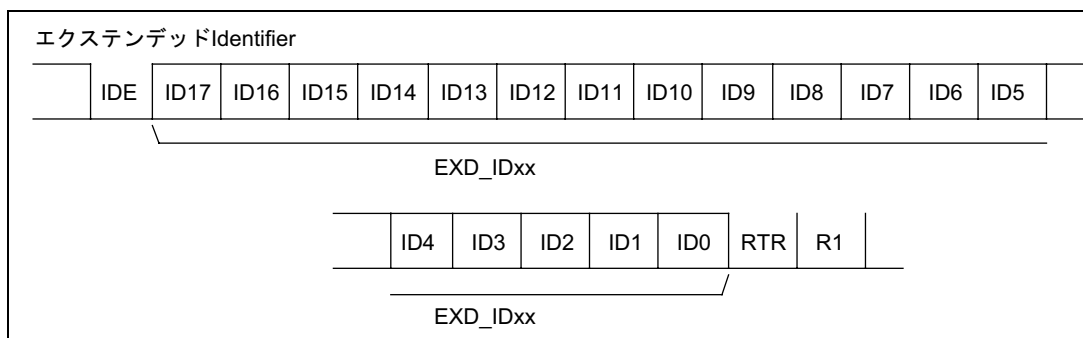 エクステンデッドIdentifier
IDE ID17 ID16 ID15 ID14 ID13 ID12 ID11 ID10 ID9 ID8 ID7 ID6 ID5
EXD_IDxx
ID4 ID3 ID2 ID1 ID0 RTR R1
EXD_IDxx